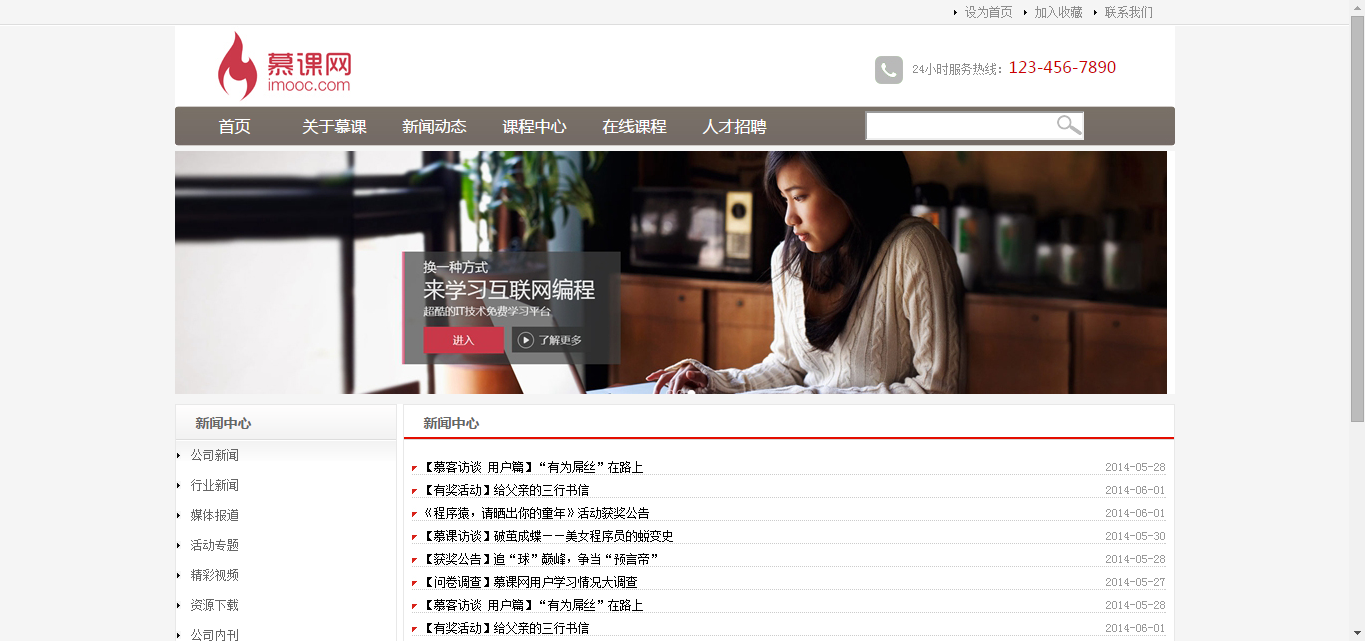 设为首页 加入收藏 联系我们
慕课网
imooc.com
24小时服务热线：123-456-7890
首页 关于慕课 新闻动态 课程中心 在线课程 人才招聘
换一种方式
来学习互联网编程
超酷的IT技术免费学习平台
进入 了解更多
新闻中心
公司新闻
行业新闻
媒体报道
活动专题
精彩视频
资源下载
公司内刊
新闻中心
【慕客访谈 用户篇】“有为屌丝”在路上 2014-05-28
【有奖活动】给父亲的三行书信 2014-06-01
《程序猿，请晒出你的童年》活动获奖公告 2014-06-01
【慕课访谈】破茧成蝶——美女程序员的蜕变史 2014-05-30
【获奖公告】追“球”巅峰，争当“预言帝” 2014-05-28
【问卷调查】慕课网用户学习情况大调查 2014-05-27
【慕客访谈 用户篇】“有为屌丝”在路上 2014-05-28
【有奖活动】给父亲的三行书信 2014-06-01